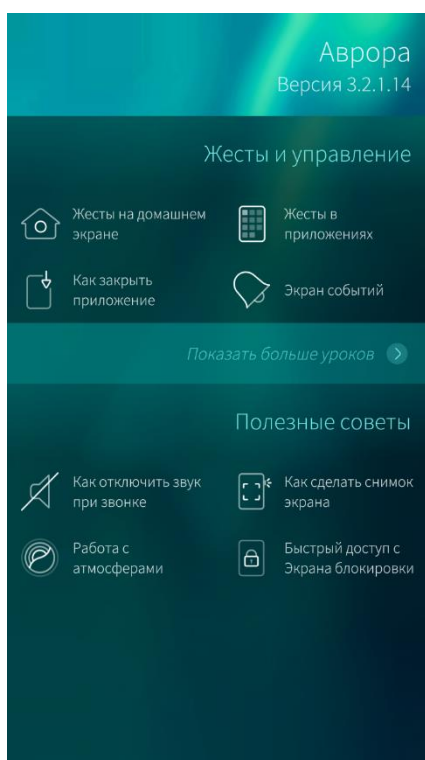 Аврора
Версия 3.2.1.14
Жесты и управление
Жесты на домашнем
экране
Жесты в
приложениях
Как закрыть
приложение
Экран событий
Показать больше уроков
Полезные советы
Как отключить звук
при звонке
Как сделать снимок
экрана
Работа с
атмосферами
Быстрый доступ с
Экрана блокировки